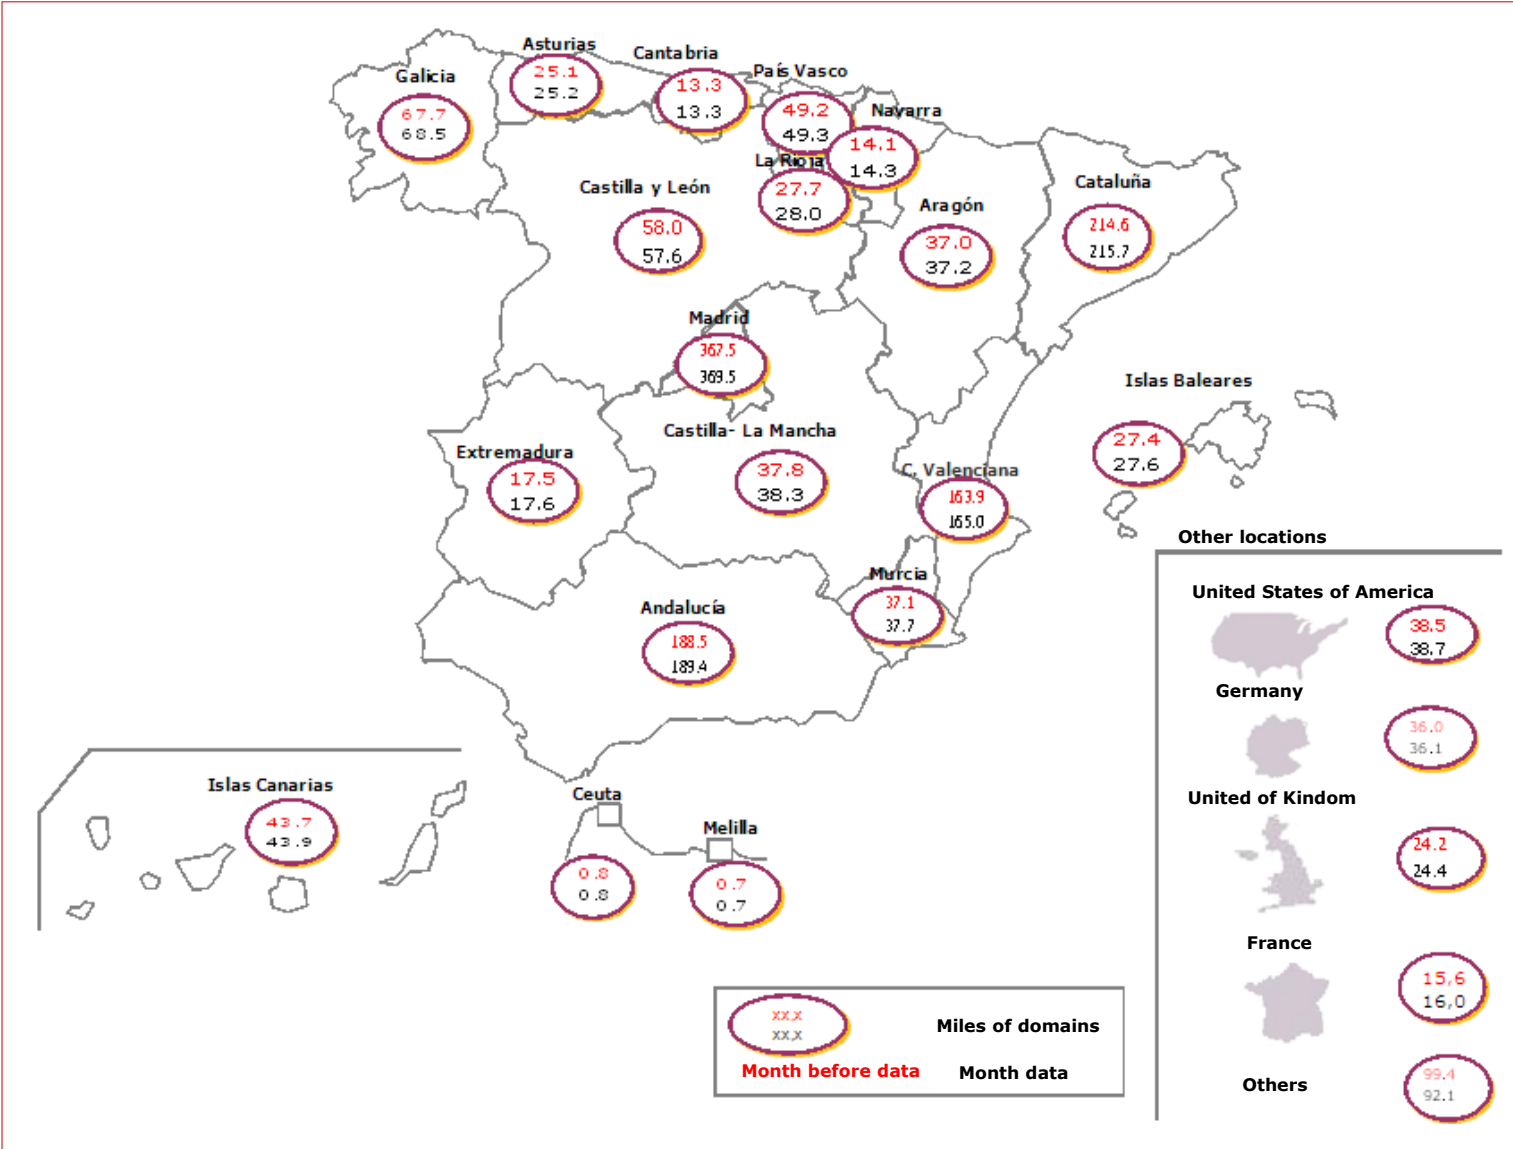 Asturias
25.1
25.2
Cantabria
13.3
13.3
País Vasco
49.2
49.3
Galicia
67.7
68.5
Navarra
14.1
14.3
La Rioja
27.7
28.0
Castilla y León
58.0
57.6
Aragón
37.0
37.2
Cataluña
214.6
215.7
Madrid
367.5
369.5
Islas Baleares
27.4
27.6
Castilla- La Mancha
37.8
38.3
Extremadura
17.5
17.6
C. Valenciana
163.9
165.0
Murcia
37.1
37.7
Andalucía
188.5
189.4
Islas Canarias
43.7
43.9
Ceuta
0.8
0.8
Melilla
0.7
0.7
Other locations
United States of America
38.5
38.7
Germany
36.0
36.1
United of Kindom
24.2
24.4
France
15,6
16,0
Others
99.4
92.1
xx.x
xx.x
Miles of domains
Month before data
Month data